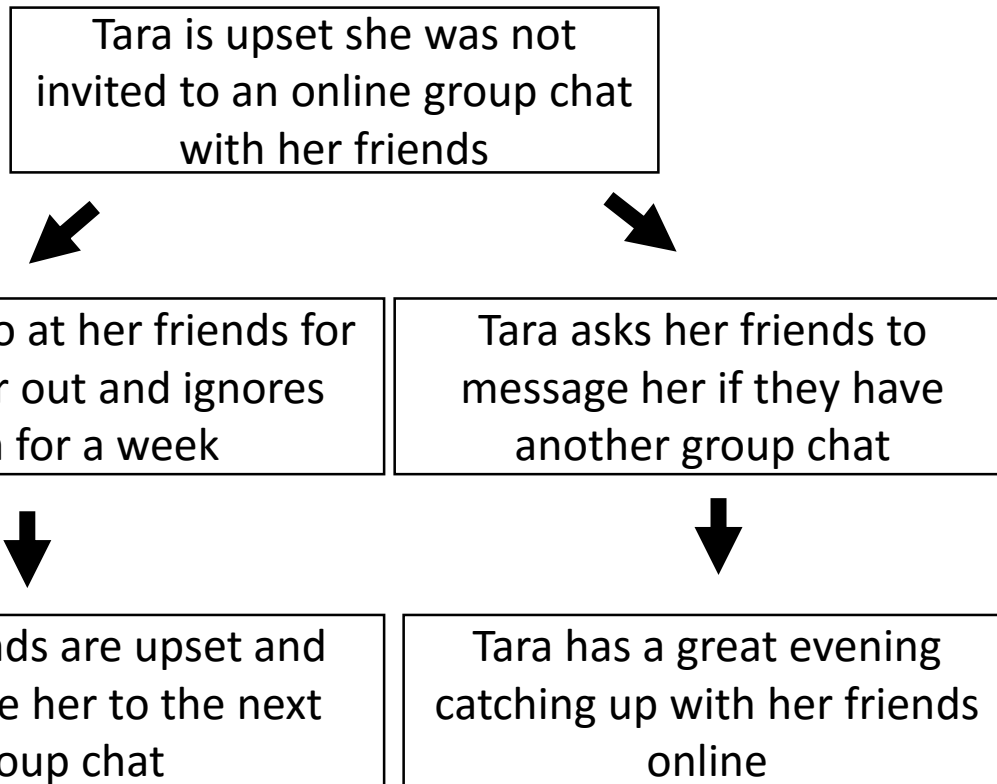 Tara is upset she was not
invited to an online group chat
with her friends
at her friends for
out and ignores
for a week
Tara asks her friends to
message her if they have
another group chat
are upset and
her to the next
chat
Tara has a great evening
catching up with her friends
online